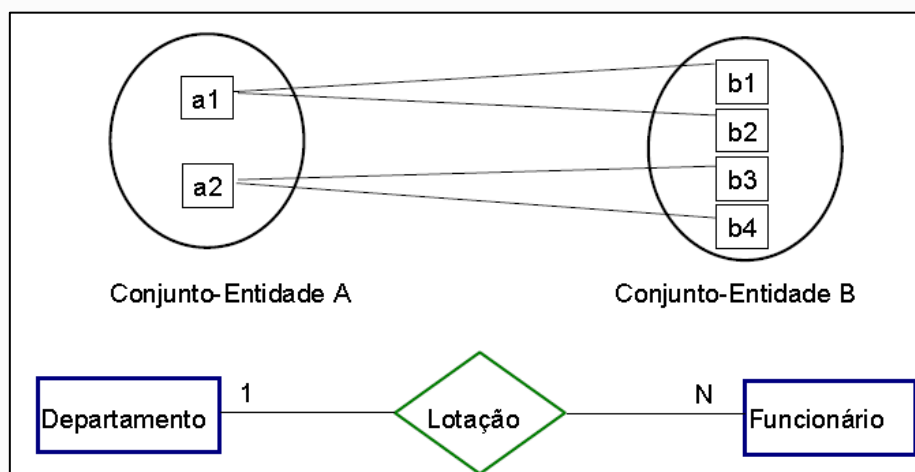 a1
b1
b2
a2
b3
b4
Conjunto-Entidade A
Conjunto-Entidade B
Departamento
1
Lotação
N
Funcionário